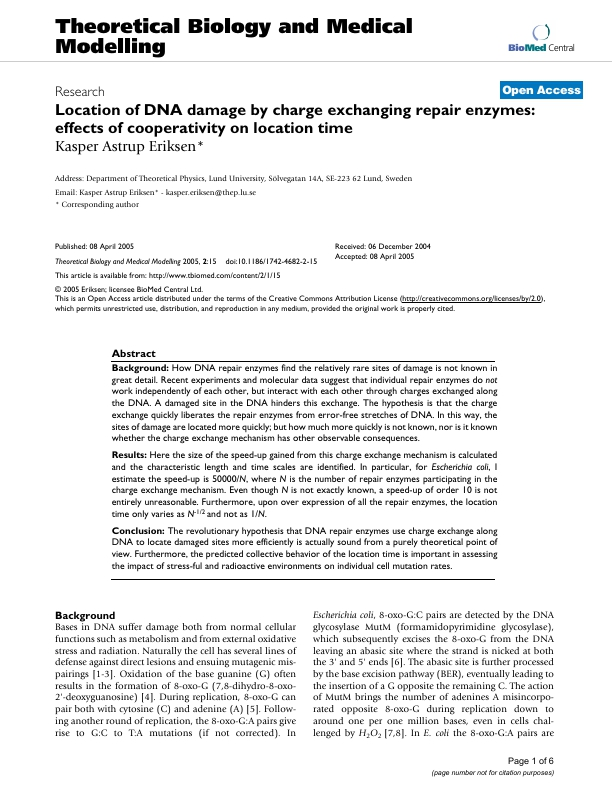 Theoretical Biology and Medical
Modelling
BioMed Central
Research
Open Access
Location of DNA damage by charge exchanging repair enzymes:
effects of cooperativity on location time
Kasper Astrup Eriksen*
Address: Department of Theoretical Physics, Lund University, Sölvegatan 14A, SE-223 62 Lund, Sweden
Email: Kasper Astrup Eriksen* - kasper.eriksen@thep.lu.se
* Corresponding author
Published: 08 April 2005
Theoretical Biology and Medical Modelling 2005, 2:15 doi:10.1186/1742-4682-2-15
Received: 06 December 2004
Accepted: 08 April 2005
This article is available from: http://www.tbiomed.com/content/2/1/15
© 2005 Eriksen; licensee BioMed Central Ltd.
This is an Open Access article distributed under the terms of the Creative Commons Attribution License (http://creativecommons.org/licenses/by/2.0),
which permits unrestricted use, distribution, and reproduction in any medium, provided the original work is properly cited.
Abstract
Background: How DNA repair enzymes find the relatively rare sites of damage is not known in
great detail. Recent experiments and molecular data suggest that individual repair enzymes do not
work independently of each other, but interact with each other through charges exchanged along
the DNA. A damaged site in the DNA hinders this exchange. The hypothesis is that the charge
exchange quickly liberates the repair enzymes from error-free stretches of DNA. In this way, the
sites of damage are located more quickly; but how much more quickly is not known, nor is it known
whether the charge exchange mechanism has other observable consequences.
Results: Here the size of the speed-up gained from this charge exchange mechanism is calculated
and the characteristic length and time scales are identified. In particular, for Escherichia coli, I
estimate the speed-up is 50000/N, where N is the number of repair enzymes participating in the
charge exchange mechanism. Even though N is not exactly known, a speed-up of order 10 is not
entirely unreasonable. Furthermore, upon over expression of all the repair enzymes, the location
time only varies as N-1/2 and not as 1/N.
Conclusion: The revolutionary hypothesis that DNA repair enzymes use charge exchange along
DNA to locate damaged sites more efficiently is actually sound from a purely theoretical point of
view. Furthermore, the predicted collective behavior of the location time is important in assessing
the impact of stress-ful and radioactive environments on individual cell mutation rates.
Background
Bases in DNA suffer damage both from normal cellular
functions such as metabolism and from external oxidative
stress and radiation. Naturally the cell has several lines of
defense against direct lesions and ensuing mutagenic mis-
pairings [1-3]. Oxidation of the base guanine (G) often
results in the formation of 8-oxo-G (7,8-dihydro-8-oxo-
2'-deoxyguanosine) [4]. During replication, 8-oxo-G can
pair both with cytosine (C) and adenine (A) [5]. Follow-
ing another round of replication, the 8-oxo-G:A pairs give
rise to G:C to T:A mutations (if not corrected). In
Escherichia coli, 8-oxo-G:C pairs are detected by the DNA
glycosylase MutM (formamidopyrimidine glycosylase),
which subsequently excises the 8-oxo-G from the DNA
leaving an abasic site where the strand is nicked at both
the 3' and 5' ends [6]. The abasic site is further processed
by the base excision pathway (BER), eventually leading to
the insertion of a G opposite the remaining C. The action
of MutM brings the number of adenines A misincorpo-
rated opposite 8-oxo-G during replication down to
around one per one million bases, even in cells chal-
lenged by H2O2 [7,8]. In E. coli the 8-oxo-G:A pairs are
Page 1 of 6
(page number not for citation purposes)